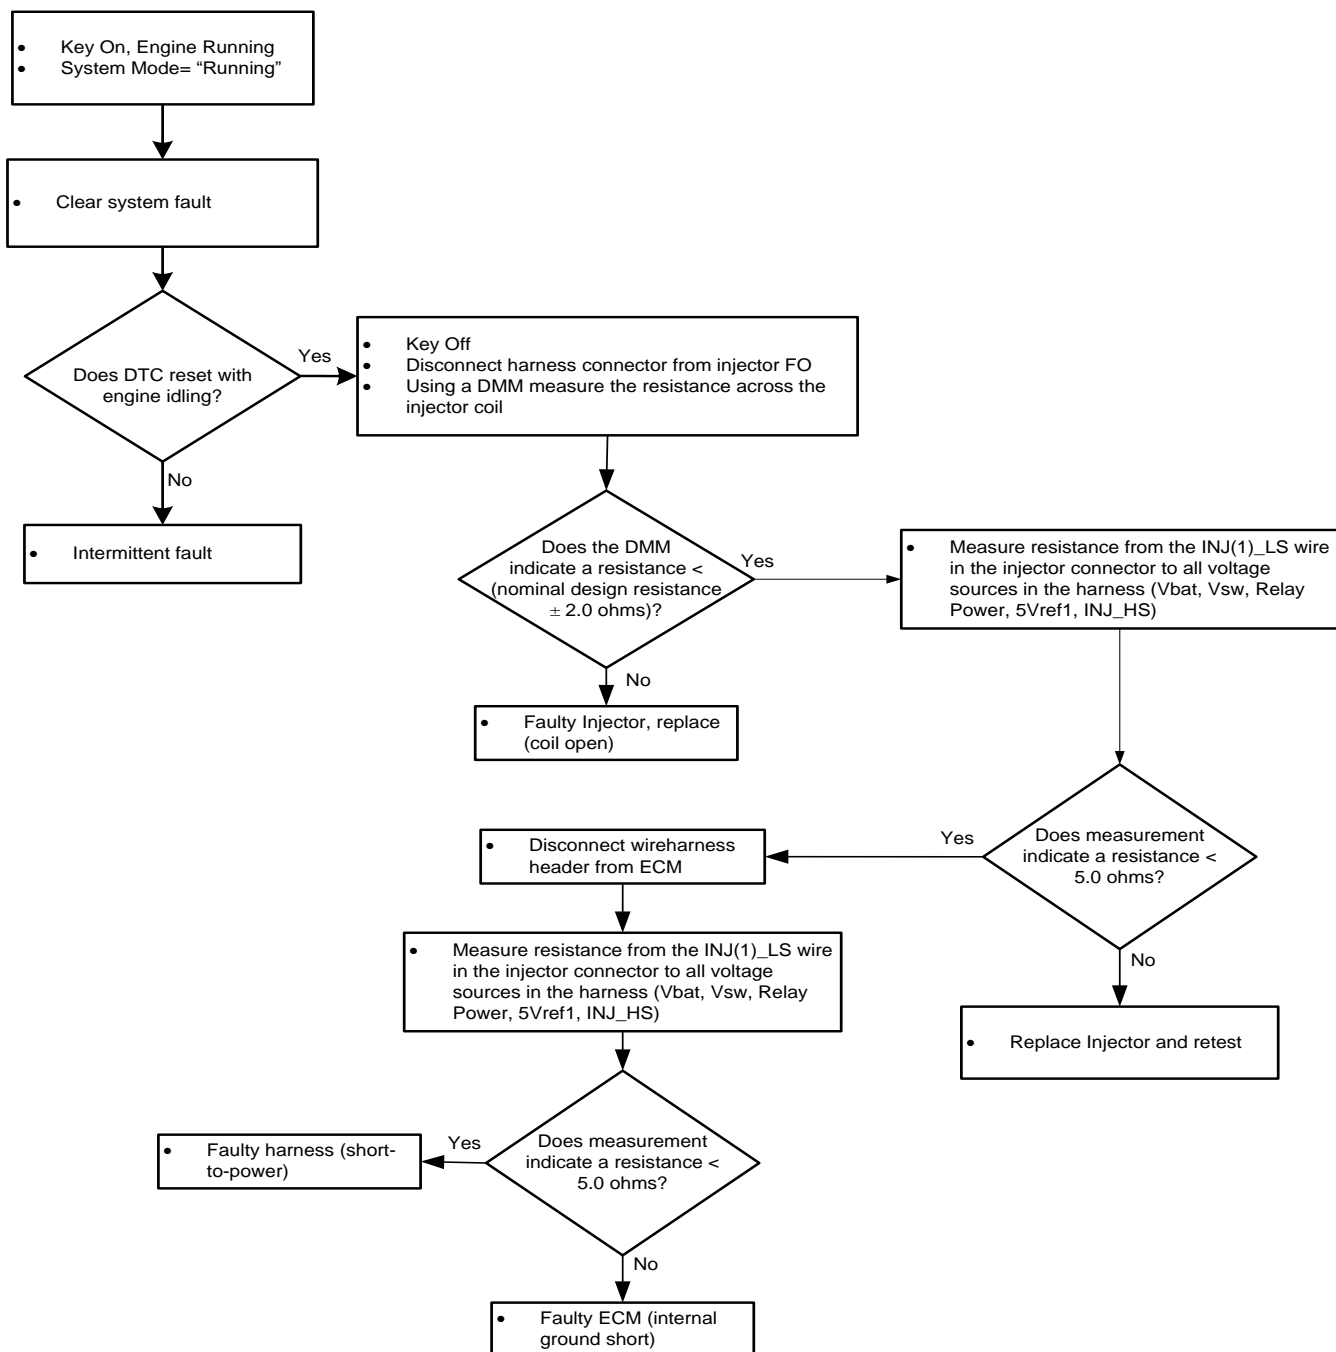 • Key On, Engine Running
• System Mode= “Running”
• Clear system fault
Does DTC reset with
engine idling?
Yes
No
• Intermittent fault
• Key Off
• Disconnect harness connector from injector FO
• Using a DMM measure the resistance across the
injector coil
Does the DMM
indicate a resistance <
(nominal design resistance
± 2.0 ohms)?
Yes
No
• Faulty Injector, replace
(coil open)
• Measure resistance from the INJ(1)_LS wire
in the injector connector to all voltage
sources in the harness (Vbat, Vsw, Relay
Power, 5Vref1, INJ_HS)
Does measurement
indicate a resistance <
5.0 ohms?
Yes
No
• Replace Injector and retest
• Disconnect wireharness
header from ECM
• Measure resistance from the INJ(1)_LS wire
in the injector connector to all voltage
sources in the harness (Vbat, Vsw, Relay
Power, 5Vref1, INJ_HS)
Does measurement
indicate a resistance <
5.0 ohms?
Yes
• Faulty harness (short-
to-power)
No
• Faulty ECM (internal
ground short)